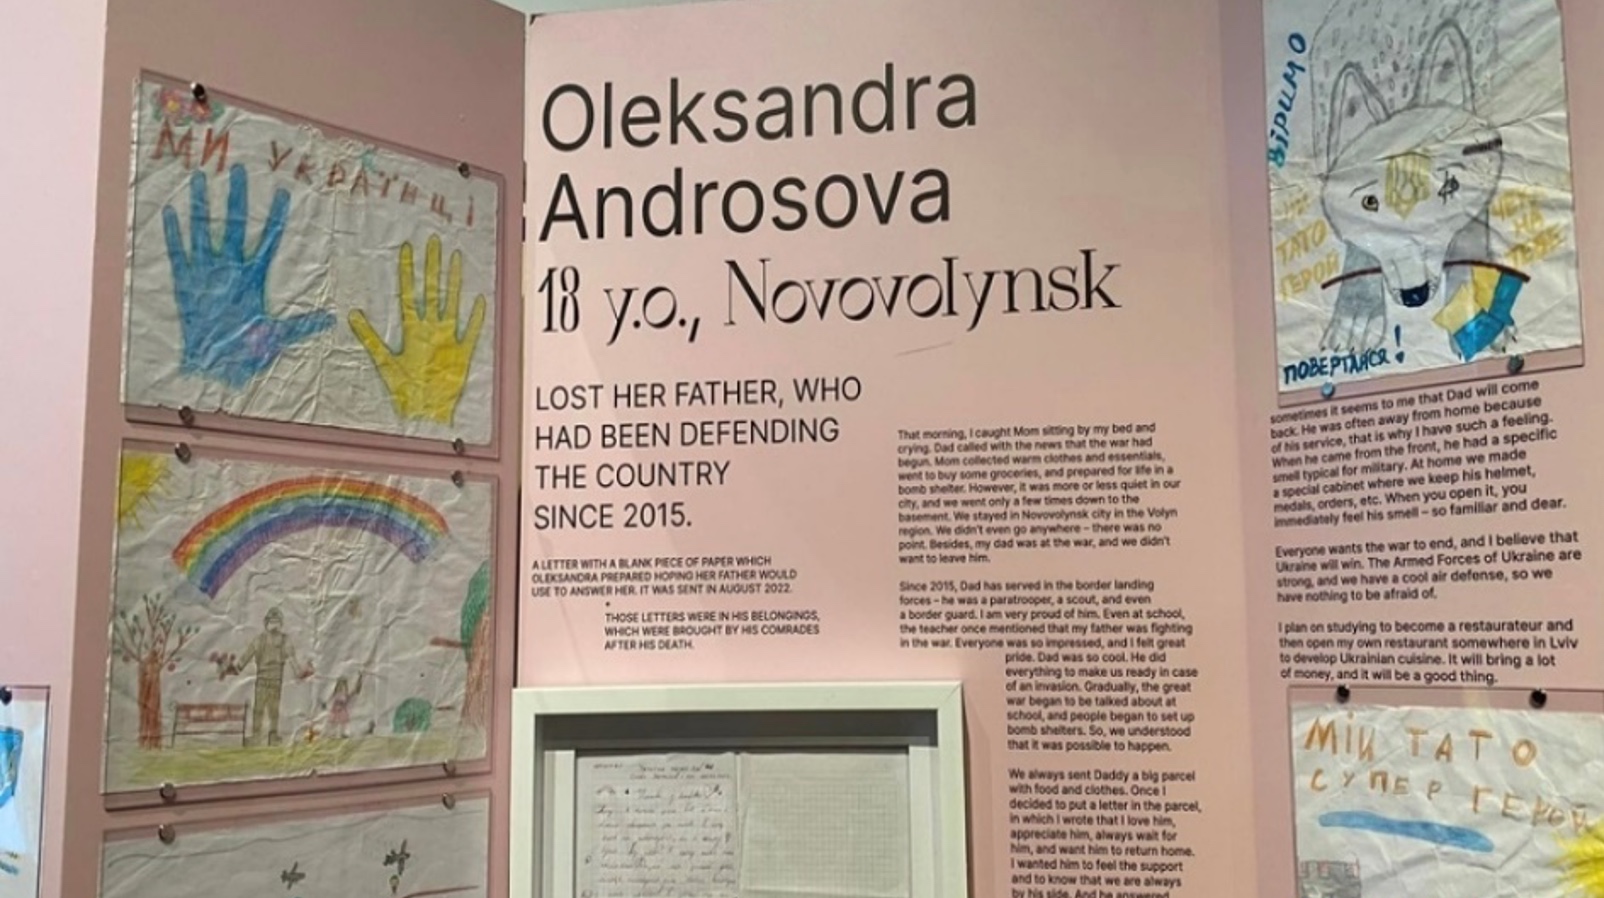 МИ УКРАЇНЦІ
Oleksandra
Androsova
18 y.o., Novovolynsk
LOST HER FATHER, WHO
HAD BEEN DEFENDING
THE COUNTRY
SINCE 2015.
A LETTER WITH A BLANK PIECE OF PAPER WHICH
OLEKSANDRA PREPARED HOPING HER FATHER WOULD
USE TO ANSWER HER. IT WAS SENT IN AUGUST 2022.
THOSE LETTERS WERE IN HIS BELONGINGS,
WHICH WERE BROUGHT BY HIS COMRADES
AFTER HIS DEATH.
That morning, I caught Mom sitting by my bed and
crying. Dad called with the news that the war had
begun. Mom collected warm clothes and essentials,
went to buy some groceries, and prepared for life in a
bomb shelter. However, it was more or less quiet in our
city, and we went only a few times down to the
basement. We stayed in Novovolynsk city in the Volyn
region. We didn't even go anywhere – there was no
point. Besides, my dad was at the war, and we didn't
want to leave him.
Since 2015, Dad has served in the border landing
forces – he was a paratrooper, a scout, and even
a border guard. I am very proud of him. Even at school,
the teacher once mentioned that my father was fighting
in the war. Everyone was so impressed, and I felt great
pride. Dad was so cool. He did
everything to make us ready in case
of an invasion. Gradually, the great
war began to be talked about at
school, and people began to set up
bomb shelters. So, we understood
that it was possible to happen.
We always sent Daddy a big parcel
with food and clothes. Once I
decided to put a letter in the parcel,
in which I wrote that I love him,
appreciate him, always wait for
him, and want him to return home.
I wanted him to feel the support
and to know that we are always
by his side. And he answered
ВІРИМО
ТАТО
ГЕРОЙ
НА
ПОВЕРТАЙСЯ!
sometimes it seems to me that Dad will come
back. He was often away from home because
of his service, that is why I have such a feeling.
When he came from the front, he had a specific
smell typical for military. At home we made
a special cabinet where we keep his helmet,
medals, orders, etc. When you open it, you
immediately feel his smell – so familiar and dear.
Everyone wants the war to end, and I believe that
Ukraine will win. The Armed Forces of Ukraine are
strong, and we have a cool air defense, so we
have nothing to be afraid of.
I plan on studying to become a restaurateur and
then open my own restaurant somewhere in Lviv
to develop Ukrainian cuisine. It will bring a lot
of money, and it will be a good thing.
МІЙ ТАТО
СУПЕР ГЕРОЙ